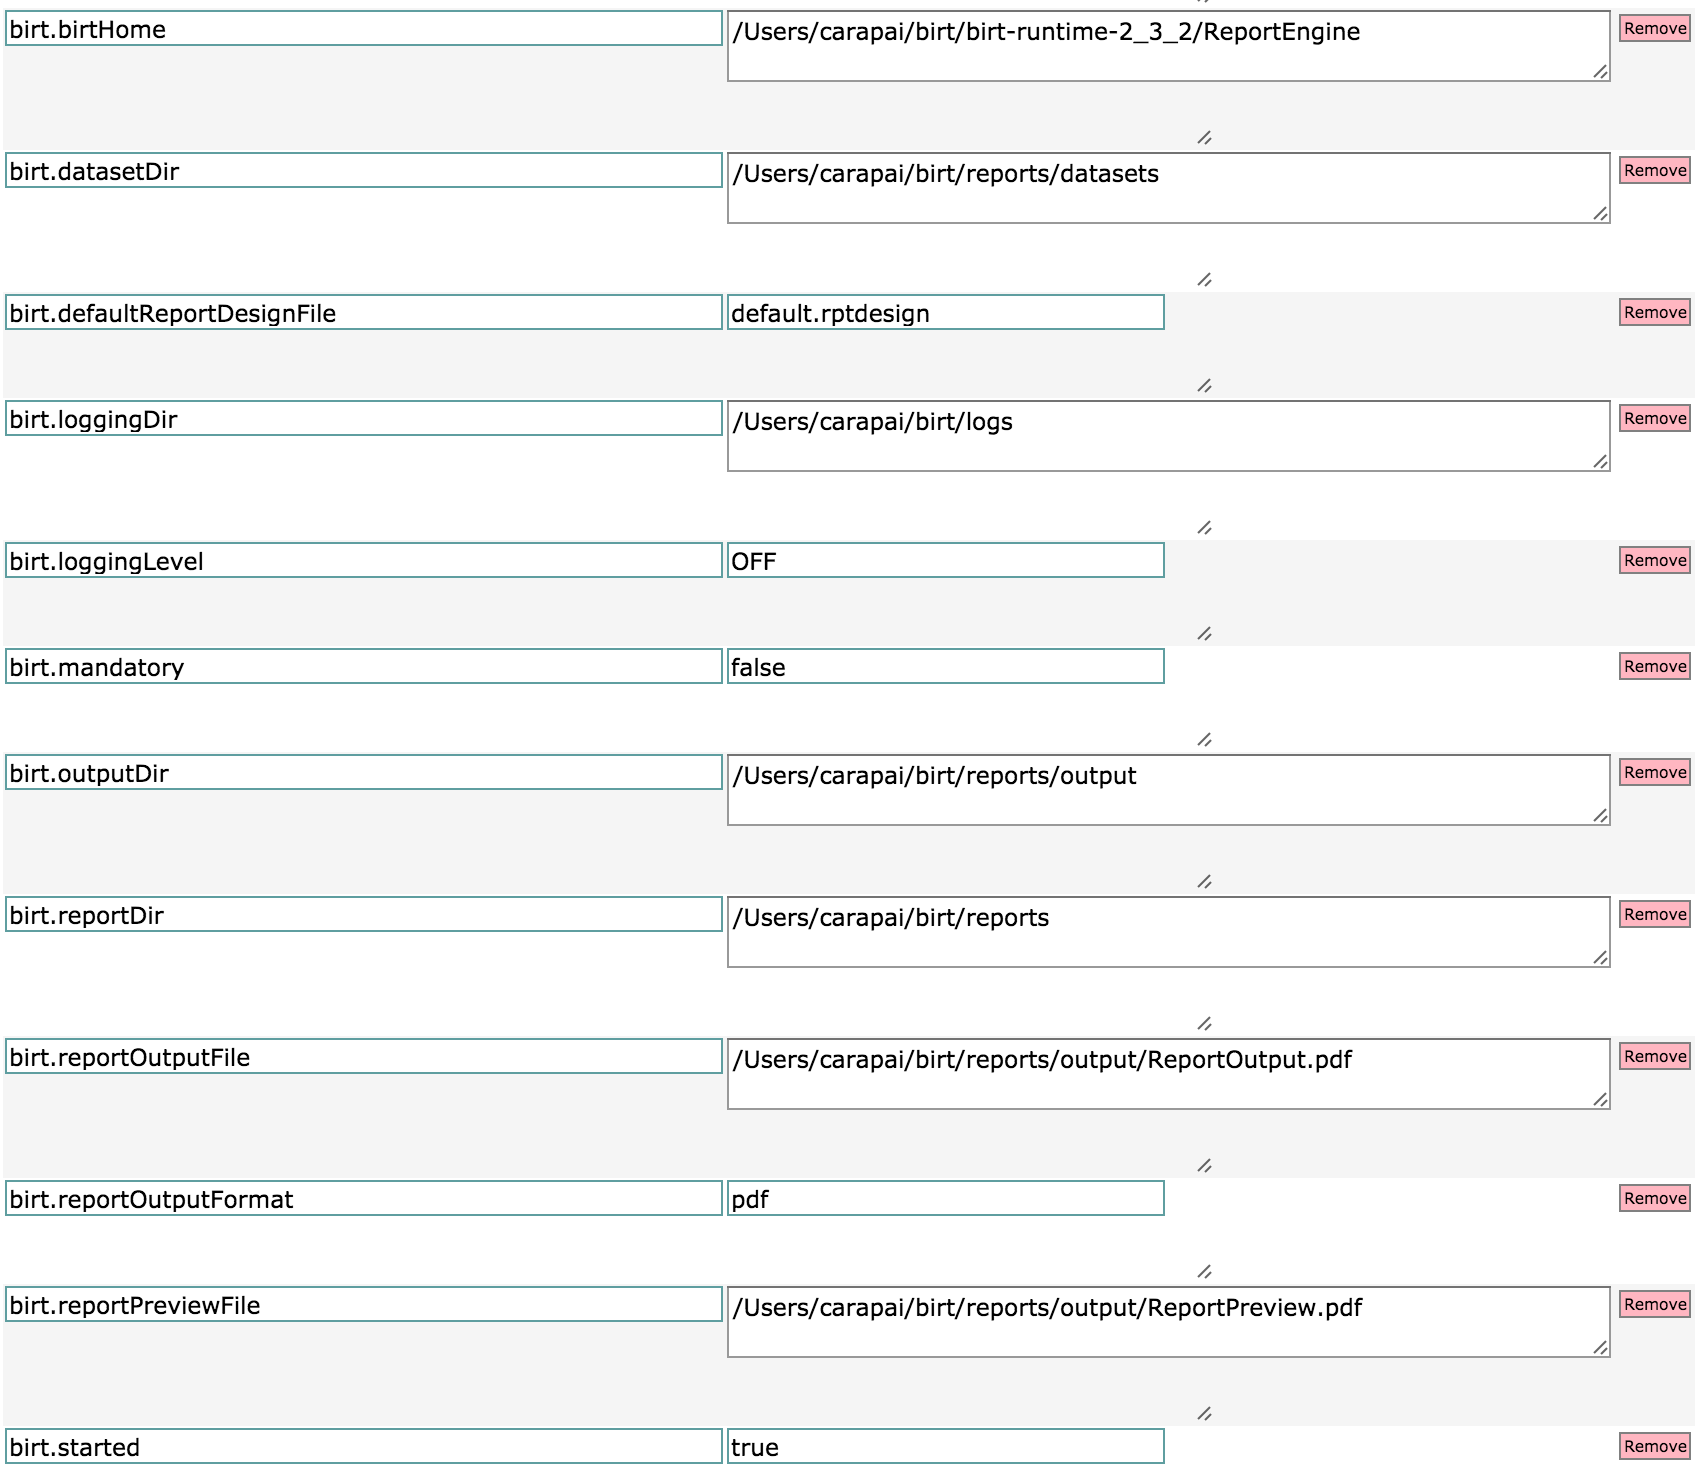 birt.birtHome /Users/carapai/birt/birt-runtime-2_3_2/ReportEngine Remove
birt.datasetDir /Users/carapai/birt/reports/datasets Remove
birt.defaultReportDesignFile default.rptdesign Remove
birt.loggingDir /Users/carapai/birt/logs Remove
birt.loggingLevel OFF Remove
birt.mandatory false Remove
birt.outputDir /Users/carapai/birt/reports/output Remove
birt.reportDir /Users/carapai/birt/reports Remove
birt.reportOutputFile /Users/carapai/birt/reports/output/ReportOutput.pdf Remove
birt.reportOutputFormat pdf Remove
birt.reportPreviewFile /Users/carapai/birt/reports/output/ReportPreview.pdf Remove
birt.started true Remove